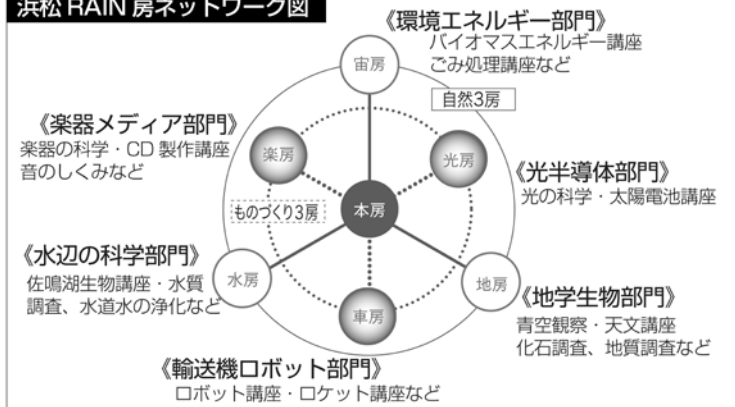 浜松 RAIN 房ネットワーク図
《環境エネルギー部門》
バイオマスエネルギー講座
ごみ処理講座など
宙房
自然3房
《楽器メディア部門》
楽器の科学・CD 製作講座
音のしくみなど
楽房
光房
《光半導体部門》
光の科学・太陽電池講座
ものづくり3房
本房
《水辺の科学部門》
佐鳴湖生物講座・水質
調査、水道水の浄化など
水房
地房
《地学生物部門》
青空観察・天文講座
化石調査、地質調査など
車房
《輸送機ロボット部門》
ロボット講座・ロケット講座など